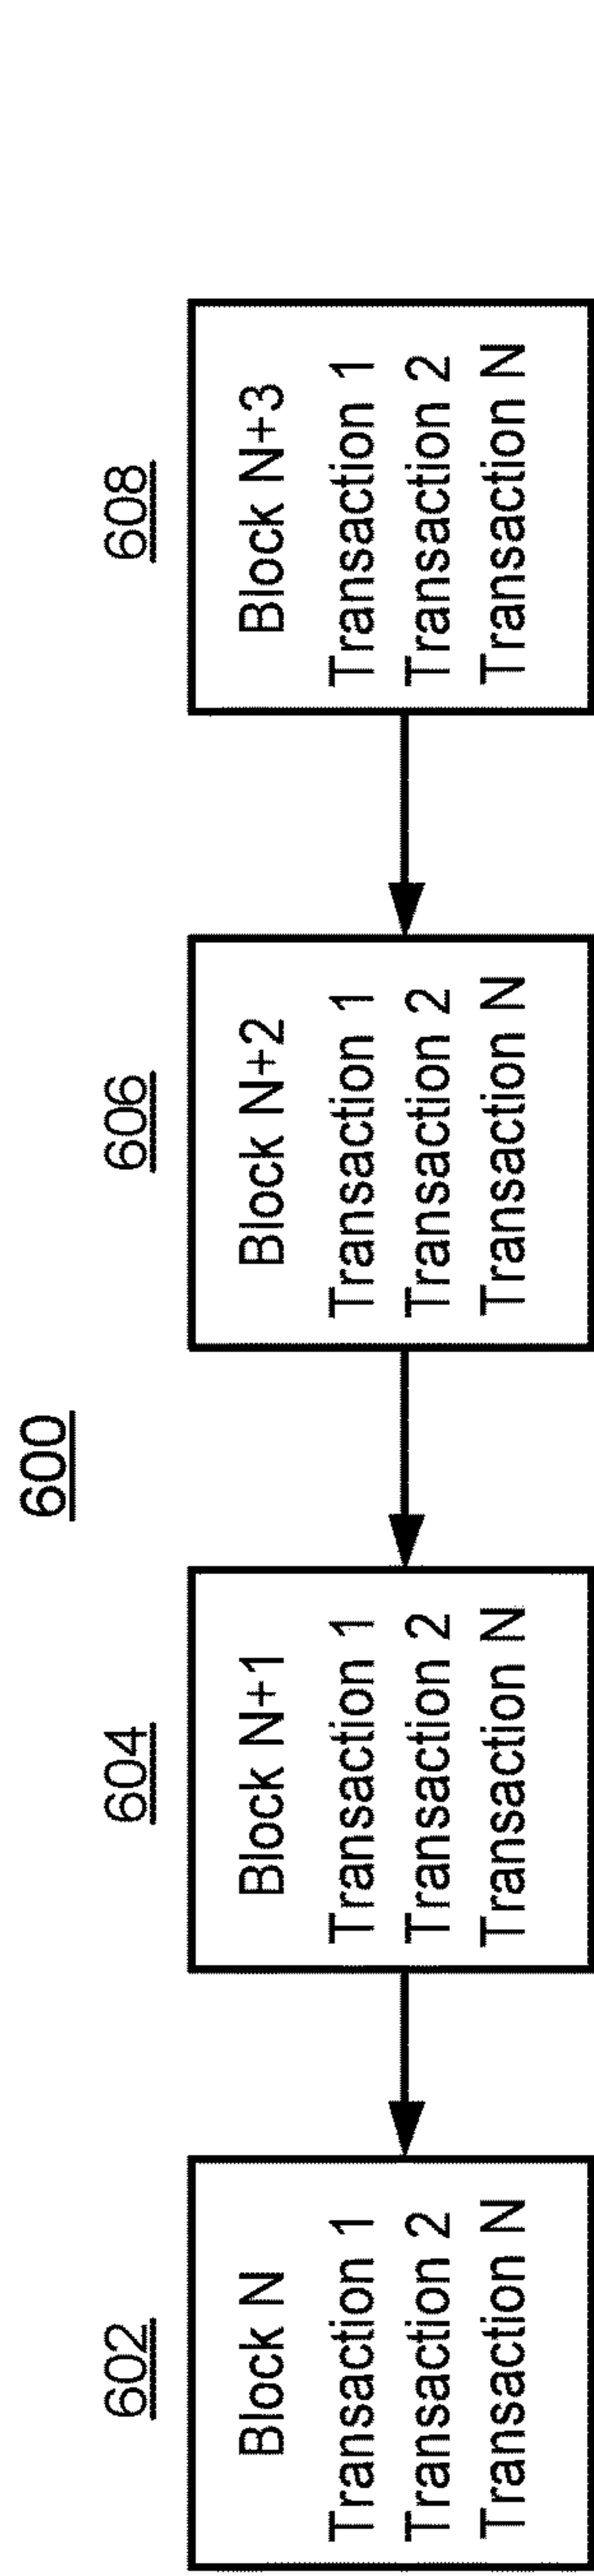 600
602
Block N
Transaction 1
Transaction 2
Transaction N
604
Block N+1
Transaction 1
Transaction 2
Transaction N
606
Block N+2
Transaction 1
Transaction 2
Transaction N
608
Block N+3
Transaction 1
Transaction 2
Transaction N